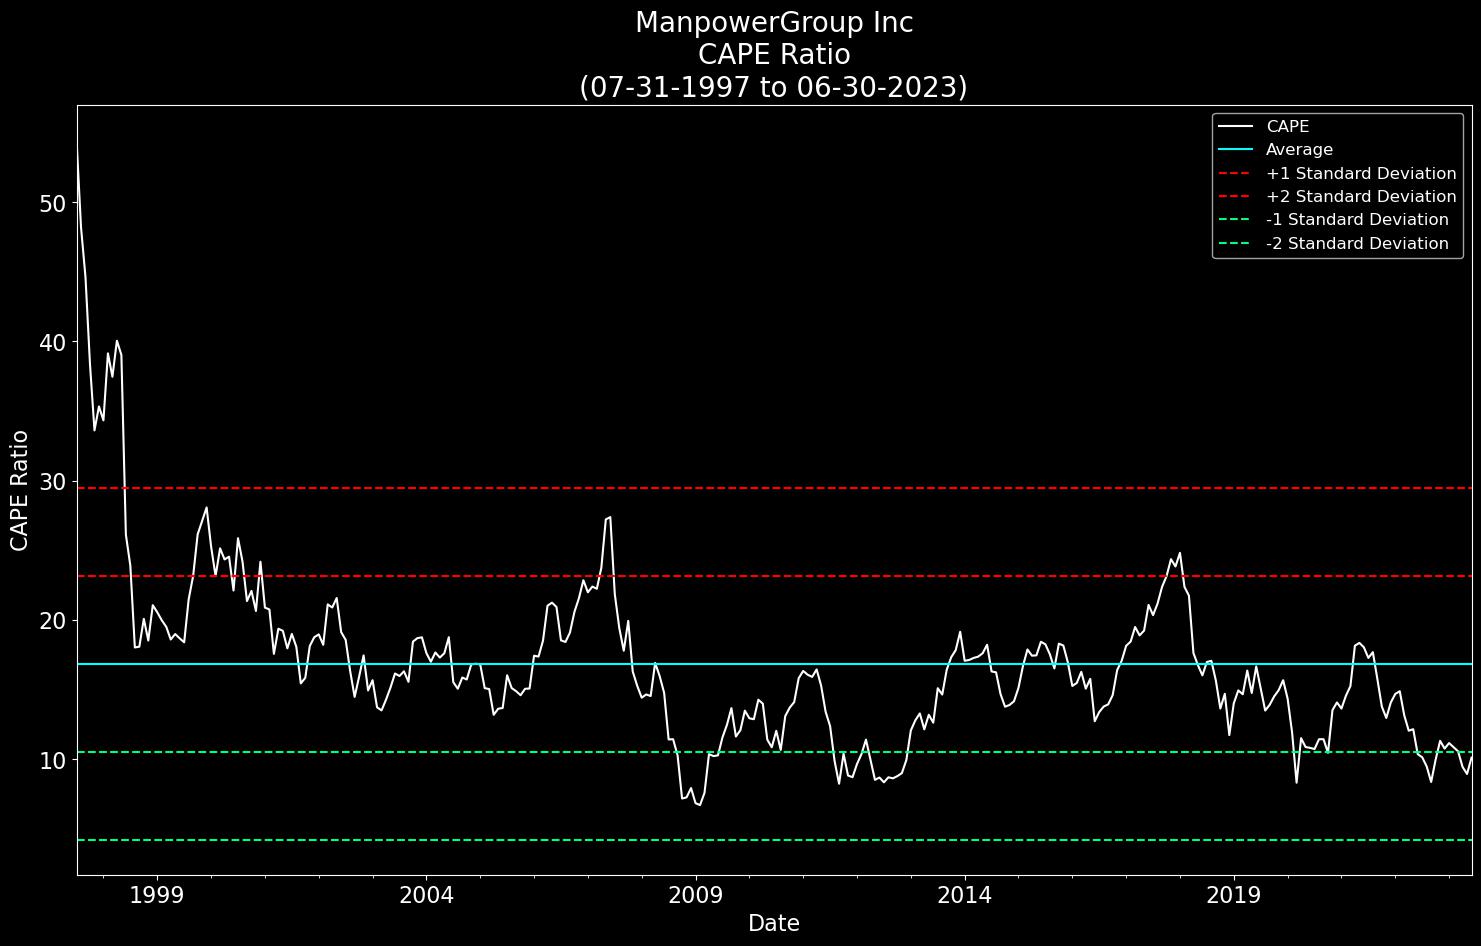 ManpowerGroup Inc
CAPE Ratio
(07-31-1997 to 06-30-2023)
CAPE
Average
+1 Standard Deviation
+2 Standard Deviation
-1 Standard Deviation
-2 Standard Deviation
CAPE Ratio
50
40
30
20
10
1999
2004
2009
2014
2019
Date